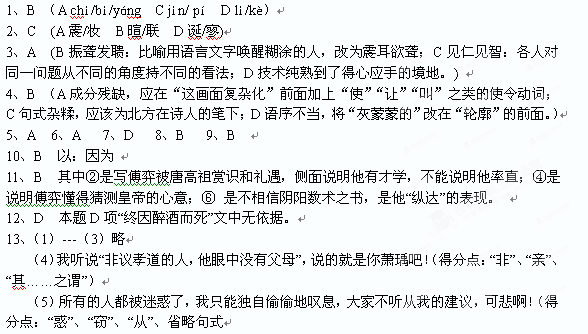 1、B （A chi/bi/yáng C jìn/ pí D lì/kè）
2、C （A 震/妆 B 暄/联 D 诞/寥）
3、A （B 振聋发聩：比喻用语言文字唤醒糊涂的人，改为震耳欲聋；C 见仁见智：各人对
同一问题从不同的角度持不同的看法；D 技术纯熟到了得心应手的境地。）
4、B （A 成分残缺，应在“这画面复杂化”前面加上“使”“让”“叫”之类的使令动词；
C 句式杂糅，应该为北方在诗人的笔下；D 语序不当，将“灰蒙蒙的”改在“轮廓”的前面。）
5、A 6、A 7、D 8、B 9、B
10、B 以：因为
11、B 其中②是写傅弈被唐高祖赏识和礼遇，侧面说明他有才学，不能说明他率直；④是
说明傅弈懂得猜测皇帝的心意；⑥ 是不相信阴阳数术之书，是他“纵达”的表现。
12、D 本题 D 项“终因醉酒而死”文中无依据。
13、（1）---（3）略
（4）我听说“非议孝道的人，他眼中没有父母”，说的就是你萧瑀吧！（得分点：“非”、“亲”、
“其……之谓”）
（5）所有的人都被迷惑了，我只能独自偷偷地叹息，大家不听从我的建议，可悲啊！（得
分点：“惑”、“窃”、“从”、省略句式